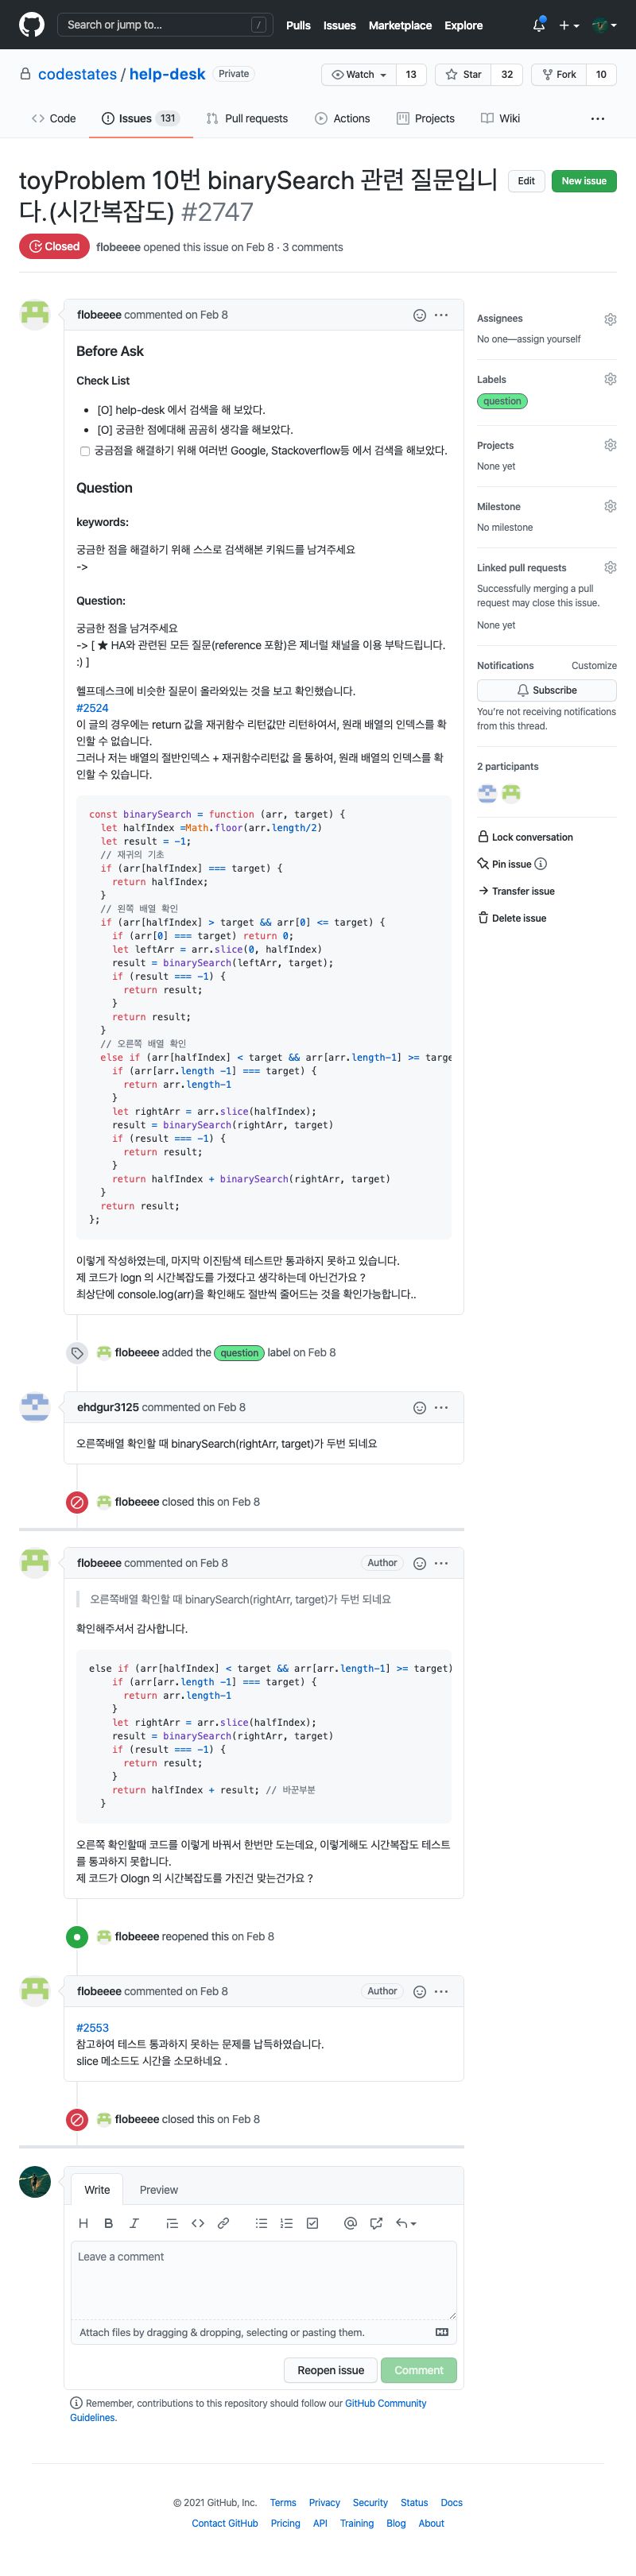 Search or jump to... /
Pulls Issues Marketplace Explore
codestates / help-desk Private
Watch 13 Star 32 Fork 10
Code Issues 131 Pull requests Actions Projects Wiki ...
toyProblem 10번 binarySearch 관련 질문입니
다.(시간복잡도) #2747
Edit New issue
Closed flobeeee opened this issue on Feb 8 · 3 comments
flobeeee commented on Feb 8
Before Ask
Check List
• [O] help-desk 에서 검색을 해 보았다.
• [O] 궁금한 점에대해 곰곰히 생각을 해보았다.
궁금점을 해결하기 위해 여러번 Google, Stackoverflow등 에서 검색을 해보았다.
Question
keywords:
궁금한 점을 해결하기 위해 스스로 검색해본 키워드를 남겨주세요
->
Question:
궁금한 점을 남겨주세요
-> [ ★ HA와 관련된 모든 질문(reference 포함)은 제너럴 채널을 이용 부탁드립니다.
:) ]
헬프데스크에 비슷한 질문이 올라와있는 것을 보고 확인했습니다.
#2524
이 글의 경우에는 return 값을 재귀함수 리턴값만 리턴하여서, 원래 배열의 인덱스를 확
인할 수 없습니다.
그러나 저는 배열의 절반인덱스 + 재귀함수리턴값 을 통하여, 원래 배열의 인덱스를 확
인할 수 있습니다.
const binarySearch = function (arr, target) {
let halfIndex =Math.floor(arr.length/2)
let result = -1;
// 재귀의 기초
if (arr[halfIndex] === target) {
return halfIndex;
}
// 왼쪽 배열 확인
if (arr[halfIndex] > target && arr[0] <= target) {
if (arr[0] === target) return 0;
let leftArr = arr.slice(0, halfIndex)
result = binarySearch(leftArr, target);
if (result === -1) {
return result;
}
return result;
}
// 오른쪽 배열 확인
else if (arr[halfIndex] < target && arr[arr.length-1] >= targe
if (arr[arr.length -1] === target) {
return arr.length-1
}
let rightArr = arr.slice(halfIndex);
result = binarySearch(rightArr, target)
if (result === -1) {
return result;
}
return halfIndex + binarySearch(rightArr, target)
}
return result;
};
이렇게 작성하였는데, 마지막 이진탐색 테스트만 통과하지 못하고 있습니다.
제 코드가 logn 의 시간복잡도를 가졌다고 생각하는데 아닌건가요 ?
최상단에 console.log(arr)을 확인해도 절반씩 줄어드는 것을 확인가능합니다..
flobeeee added the question label on Feb 8
ehdgur3125 commented on Feb 8
오른쪽배열 확인할 때 binarySearch(rightArr, target)가 두번 되네요
flobeeee closed this on Feb 8
flobeeee commented on Feb 8 Author
오른쪽배열 확인할 때 binarySearch(rightArr, target)가 두번 되네요
확인해주셔서 감사합니다.
else if (arr[halfIndex] < target && arr[arr.length-1] >= target)
if (arr[arr.length -1] === target) {
return arr.length-1
}
let rightArr = arr.slice(halfIndex);
result = binarySearch(rightArr, target)
if (result === -1) {
return result;
}
return halfIndex + result; // 바꾼부분
}
오른쪽 확인할때 코드를 이렇게 바꿔서 한번만 도는데요, 이렇게해도 시간복잡도 테스트
를 통과하지 못합니다.
제 코드가 Ologn 의 시간복잡도를 가진건 맞는건가요 ?
flobeeee reopened this on Feb 8
flobeeee commented on Feb 8 Author
#2553
참고하여 테스트 통과하지 못하는 문제를 납득하였습니다.
slice 메소드도 시간을 소모하네요 .
flobeeee closed this on Feb 8
Write Preview
Leave a comment
Attach files by dragging & dropping, selecting or pasting them.
Reopen issue Comment
Remember, contributions to this repository should follow our GitHub Community
Guidelines.
Assignees
No one—assign yourself
Labels
question
Projects
None yet
Milestone
No milestone
Linked pull requests
Successfully merging a pull
request may close this issue.
None yet
Notifications Customize
Subscribe
You're not receiving notifications
from this thread.
2 participants
Lock conversation
Pin issue
Transfer issue
Delete issue
© 2021 GitHub, Inc. Terms Privacy Security Status Docs
Contact GitHub Pricing API Training Blog About